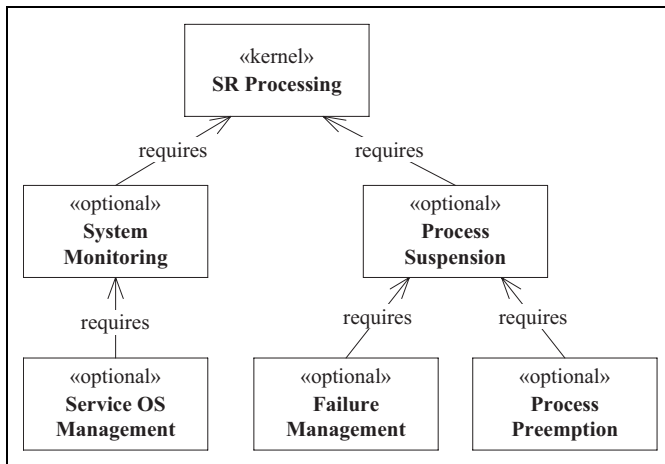 «kernel»
SR Processing
requires
requires
«optional»
System
Monitoring
«optional»
Process
Suspension
requires
requires
requires
«optional»
Service OS
Management
«optional»
Failure
Management
«optional»
Process
Preemption